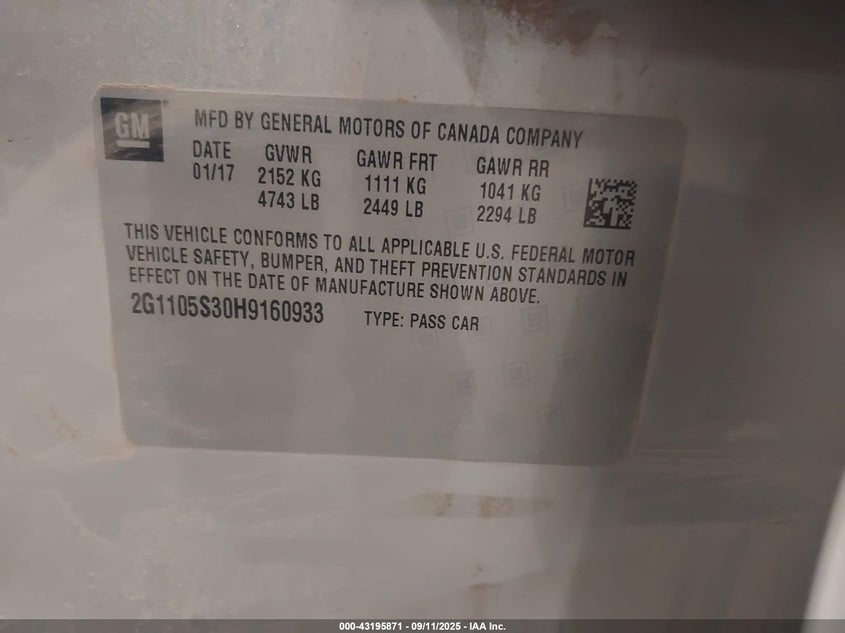 GM
MFD BY GENERAL MOTORS OF CANADA COMPANY
DATE GVWR GAWR FRT GAWR RR
01/17 2152 KG 1111 KG 1041 KG
4743 LB 2449 LB 2294 LB
THIS VEHICLE CONFORMS TO ALL APPLICABLE U.S. FEDERAL MOTOR
VEHICLE SAFETY, BUMPER, AND THEFT PREVENTION STANDARDS IN
EFFECT ON THE DATE OF MANUFACTURE SHOWN ABOVE.
2G1105S30H9160933 TYPE: PASS CAR
000-43195871 - 09/11/2025 - IAA Inc.